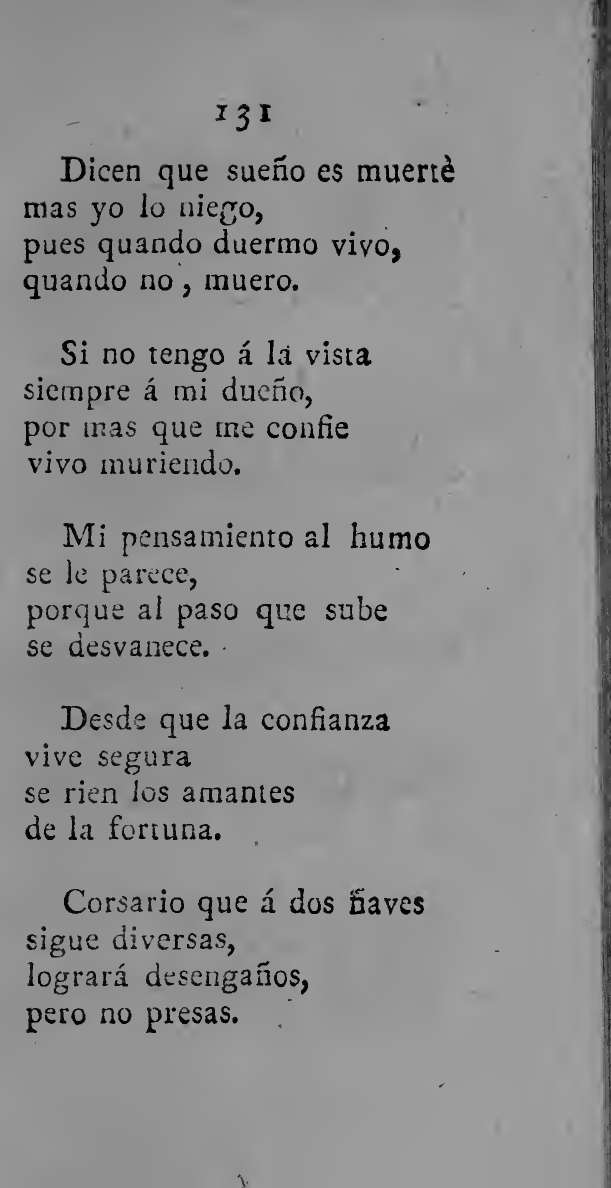 131
Dicen que sueño es muerte
mas yo lo niego,
pues quando duermo vivo,
quando no, muero.
Si no tengo á la vista
siempre á mi dueño,
por mas que me confie
vivo muriendo.
Mi pensamiento al humo
se le parece,
porque al paso que sube
se desvanece.
Desde que la confianza
vive segura
se rien los amantes
de la fortuna.
Corsario que á dos naves
sigue diversas,
logrará desengaños,
pero no presas.